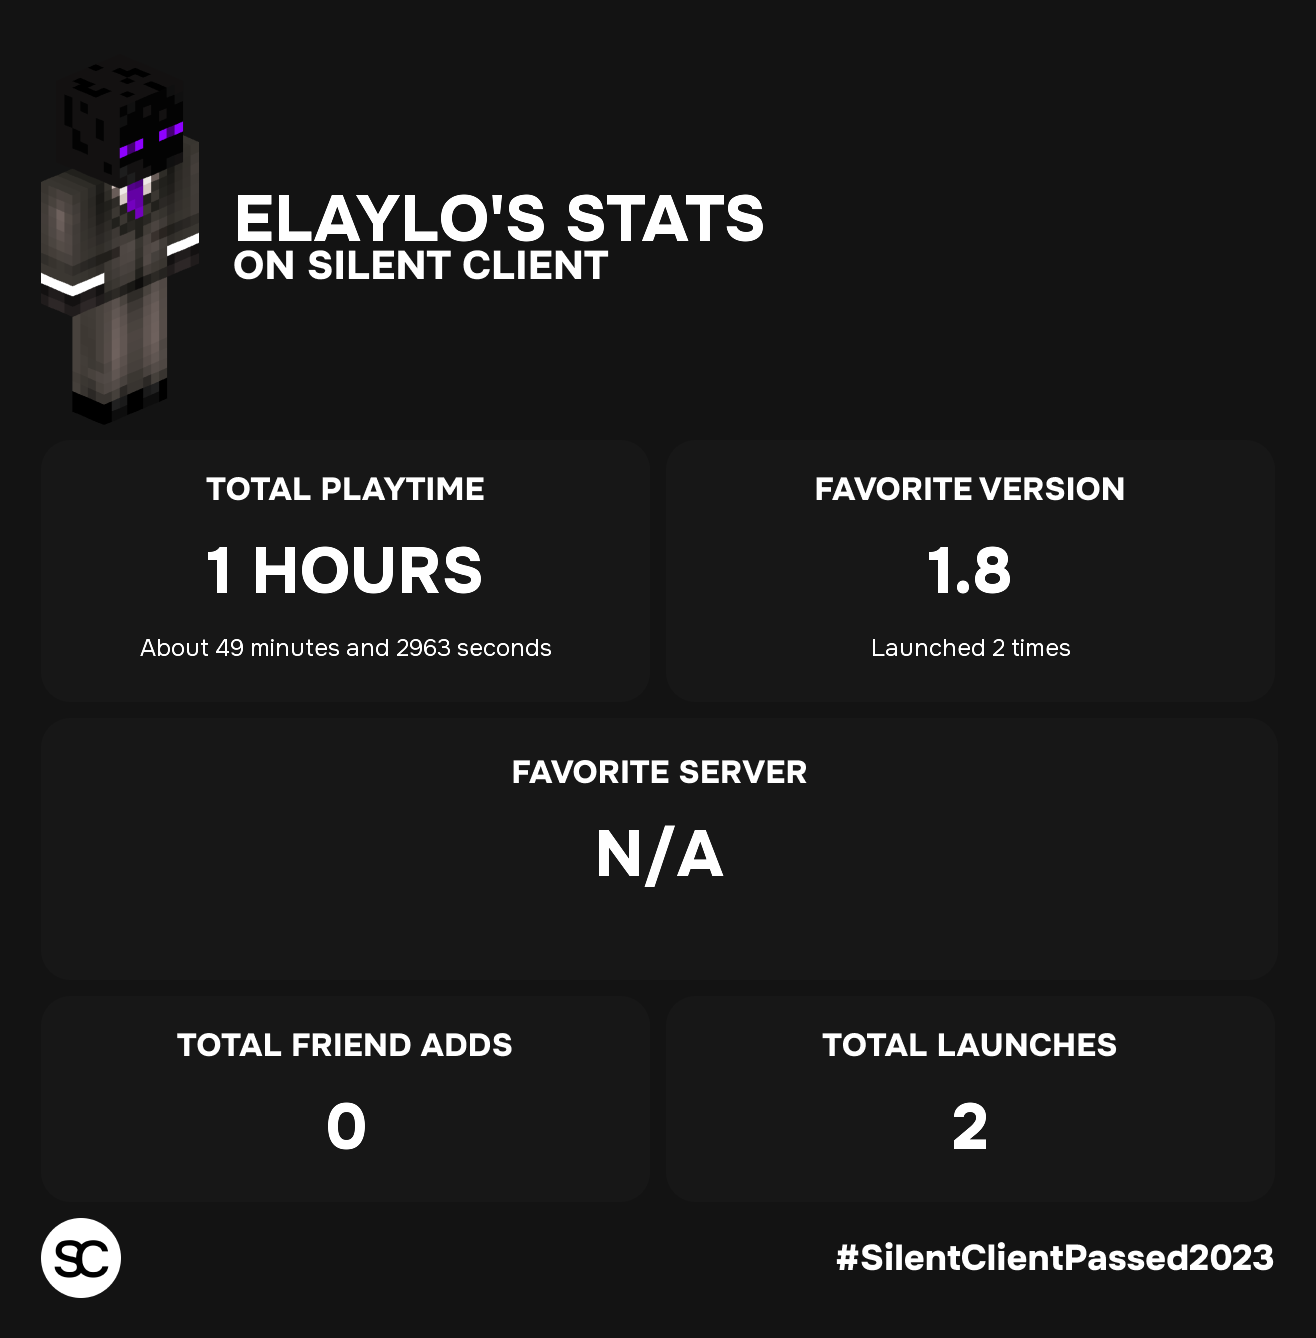 ELAYLO'S STATS
ON SILENT CLIENT
TOTAL PLAYTIME
1 HOURS
About 49 minutes and 2963 seconds
FAVORITE VERSION
1.8
Launched 2 times
FAVORITE SERVER
N/A
TOTAL FRIEND ADDS
0
TOTAL LAUNCHES
2
SC
#SilentClientPassed2023